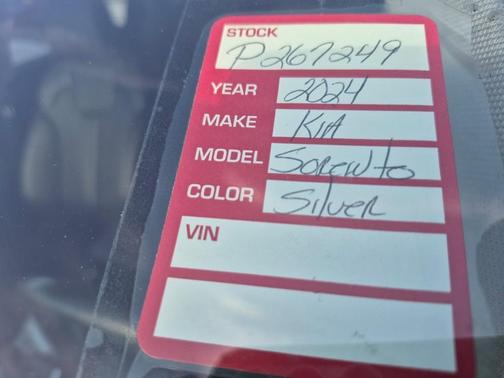 STOCK
P267249
YEAR 2024
MAKE KIA
MODEL Sorento
COLOR Silver
VIN